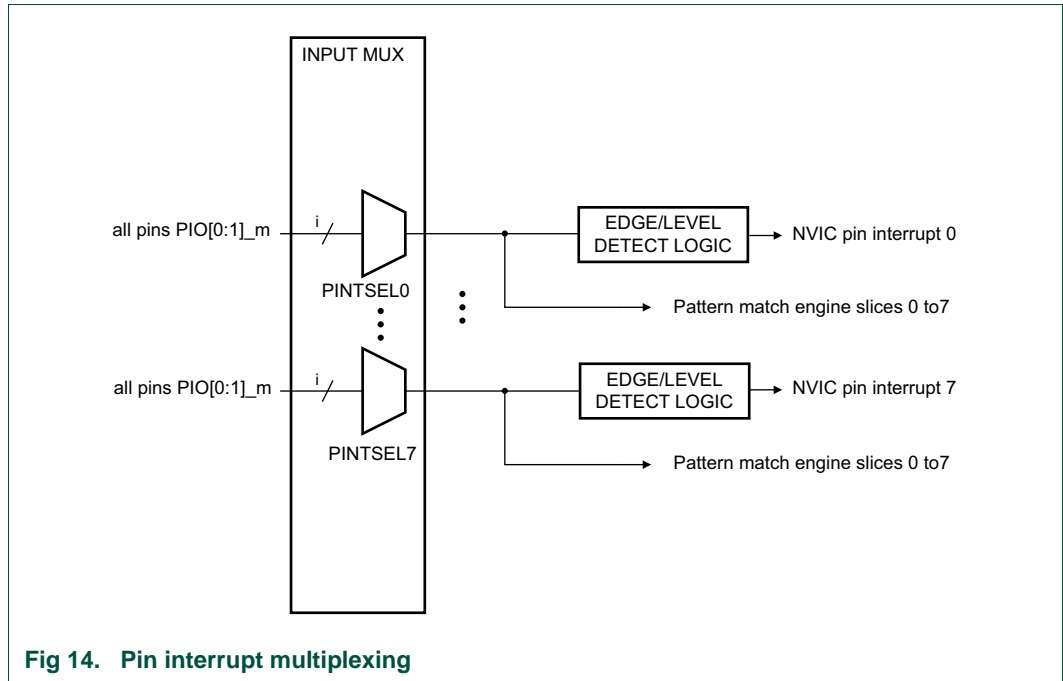 INPUT MUX
all pins PIO[0:1]_m
i
PINTSEL0
EDGE/LEVEL
DETECT LOGIC
NVIC pin interrupt 0
Pattern match engine slices 0 to7
all pins PIO[0:1]_m
i
PINTSEL7
EDGE/LEVEL
DETECT LOGIC
NVIC pin interrupt 7
Pattern match engine slices 0 to7
Fig 14. Pin interrupt multiplexing